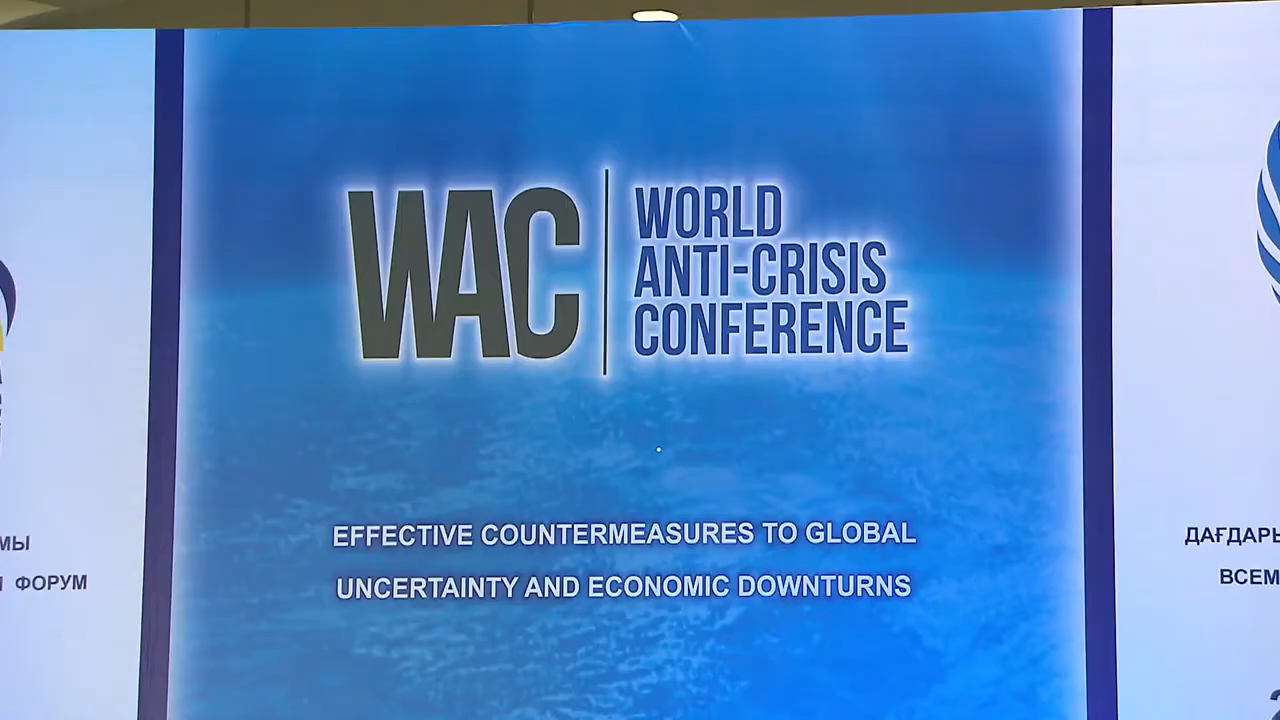 МЫ
ФОРУМ
WAC
WORLD
ANTI-CRISIS
CONFERENCE
EFFECTIVE COUNTERMEASURES TO GLOBAL
UNCERTAINTY AND ECONOMIC DOWNTURNS
ДАҒДАРЫ
ВСЕМ